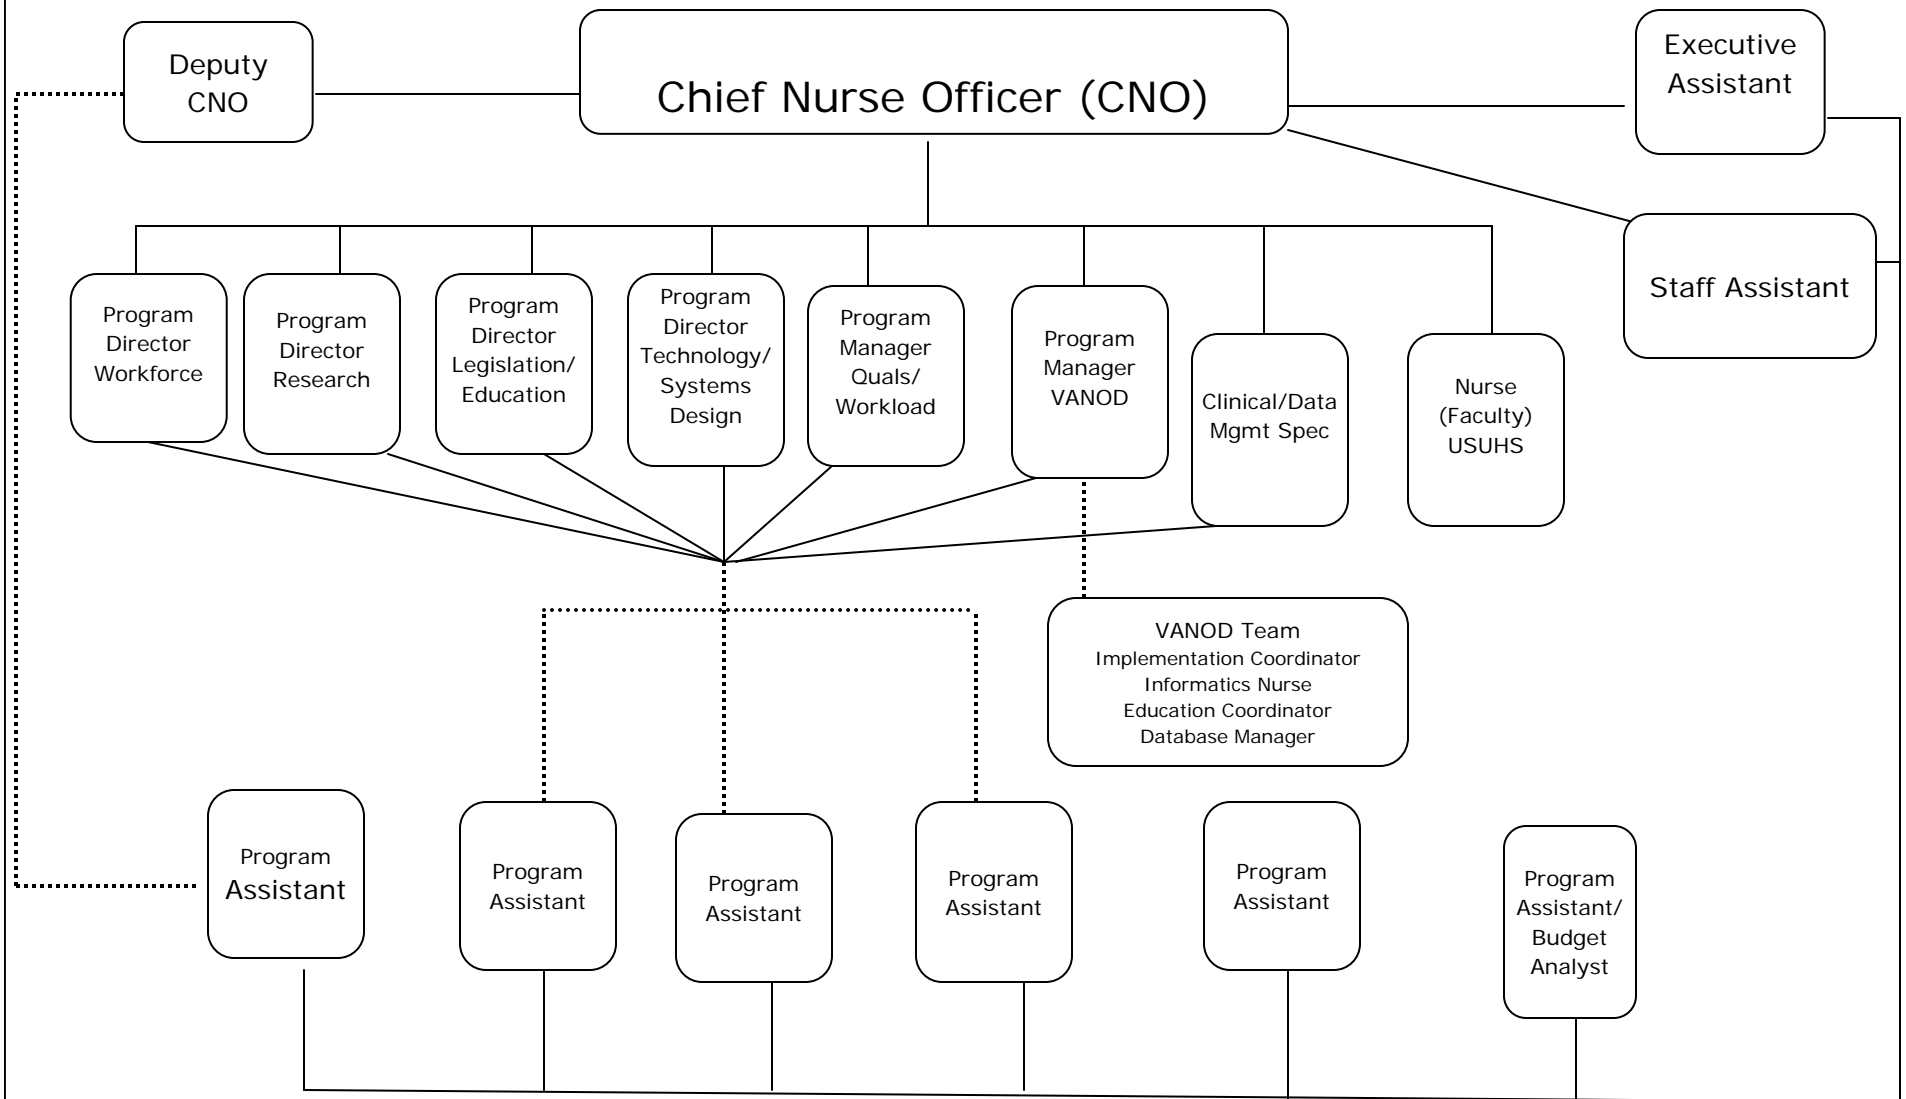 Deputy
CNO
Chief Nurse Officer (CNO)
Executive
Assistant
Staff Assistant
Program
Director
Workforce
Program
Director
Research
Program
Director
Legislation/
Education
Program
Director
Technology/
Systems
Design
Program
Manager
Quals/
Workload
Program
Manager
VANOD
Clinical/Data
Mgmt Spec
Nurse
(Faculty)
USUHS
VANOD Team
Implementation Coordinator
Informatics Nurse
Education Coordinator
Database Manager
Program
Assistant
Program
Assistant
Program
Assistant
Program
Assistant
Program
Assistant
Program
Assistant/
Budget
Analyst